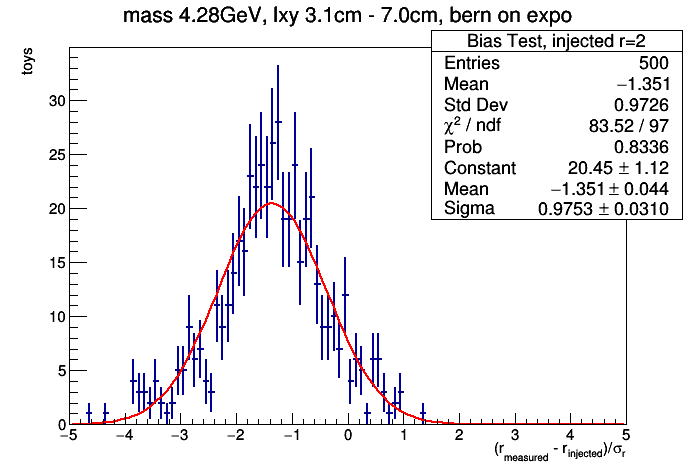 mass 4.28GeV, lxy 3.1cm - 7.0cm, bern on expo
Bias Test, injected r=2
Entries 500
Mean −1.351
Std Dev 0.9726
χ² / ndf 83.52 / 97
Prob 0.8336
Constant 20.45 ± 1.12
Mean −1.351 ± 0.044
Sigma 0.9753 ± 0.0310
toys
30
25
20
15
10
5
0
−5 −4 −3 −2 −1 0 1 2 3 4 5
(r_measured - r_injected)/σ_r